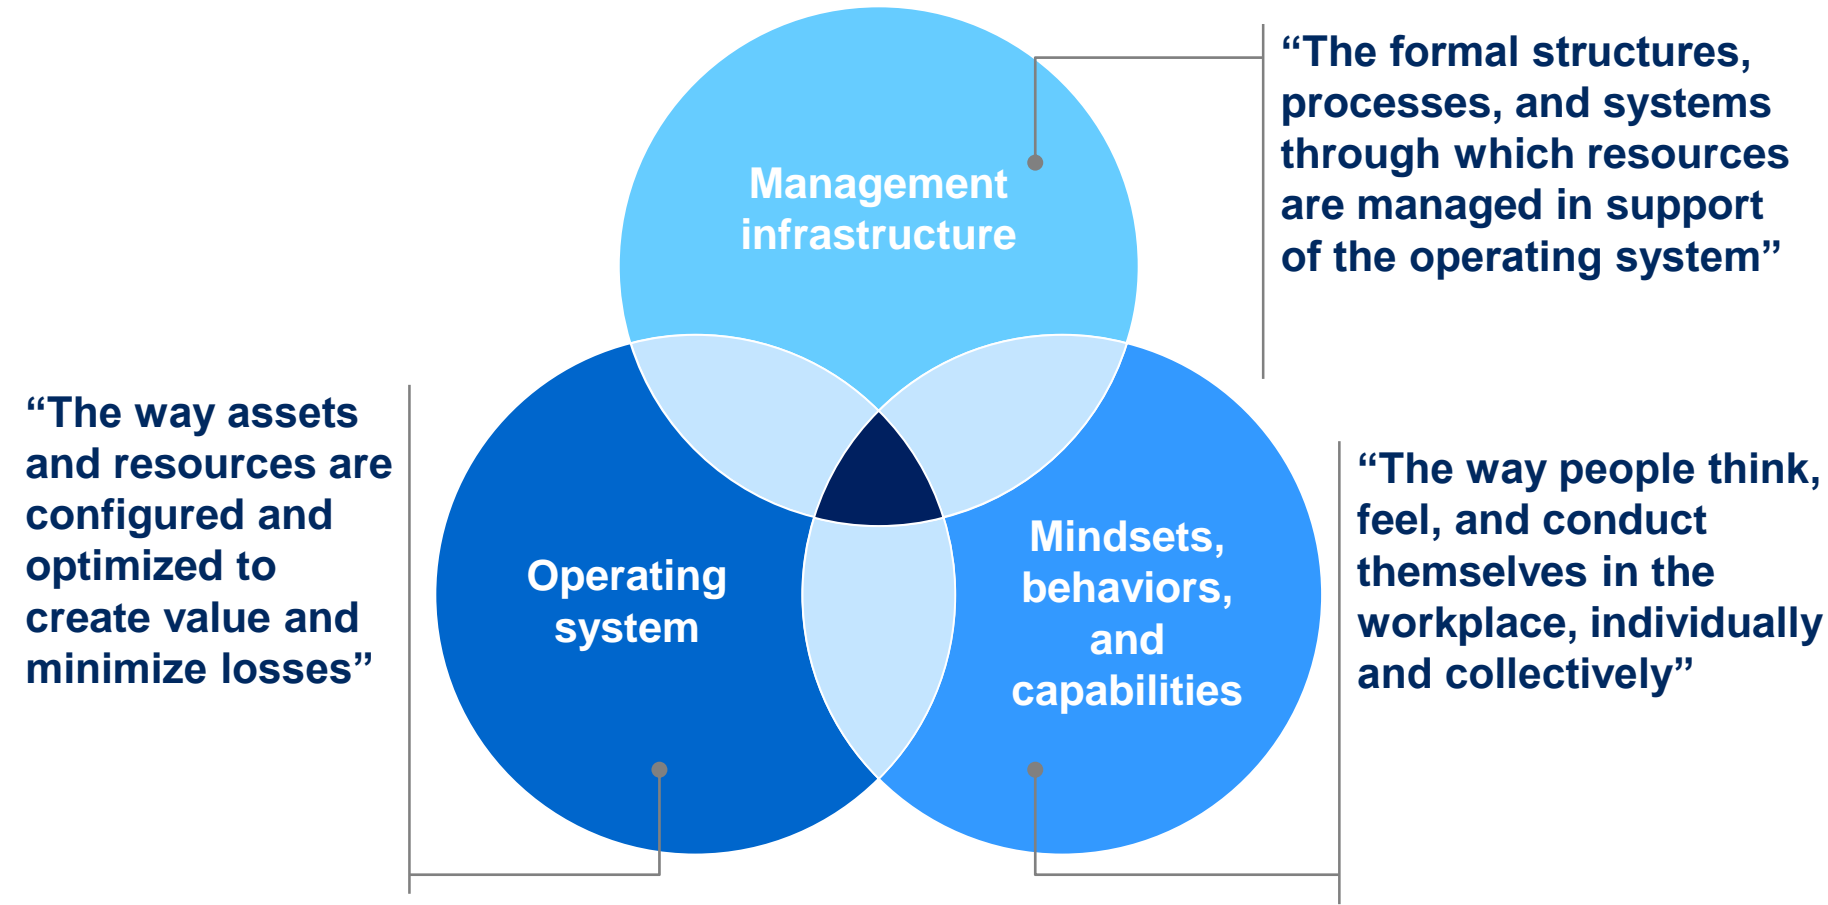 “The formal structures,
processes, and systems
through which resources
are managed in support
of the operating system”
Management
infrastructure
“The way assets
and resources are
configured and
optimized to
create value and
minimize losses”
Operating
system
Mindsets,
behaviors,
and
capabilities
“The way people think,
feel, and conduct
themselves in the
workplace, individually
and collectively”